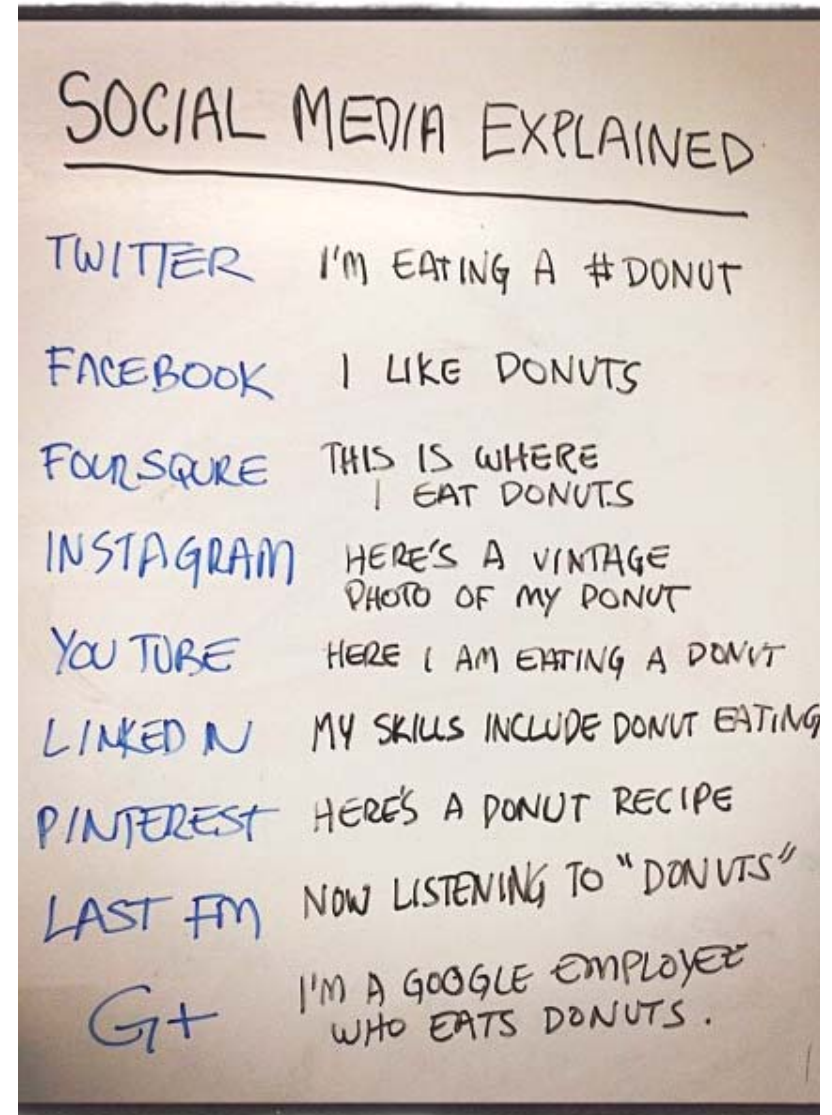 SOCIAL MEDIA EXPLAINED
TWITTER I'M EATING A #DONUT
FACEBOOK I LIKE DONUTS
FOURSQURE THIS IS WHERE
I EAT DONUTS
INSTAGRAM HERE'S A VINTAGE
PHOTO OF MY DONUT
YOU TUBE HERE I AM EATING A DONUT
LINKED IN MY SKILLS INCLUDE DONUT EATING
PINTEREST HERE'S A DONUT RECIPE
LAST FM NOW LISTENING TO "DONUTS"
G+ I'M A GOOGLE EMPLOYEE
WHO EATS DONUTS.